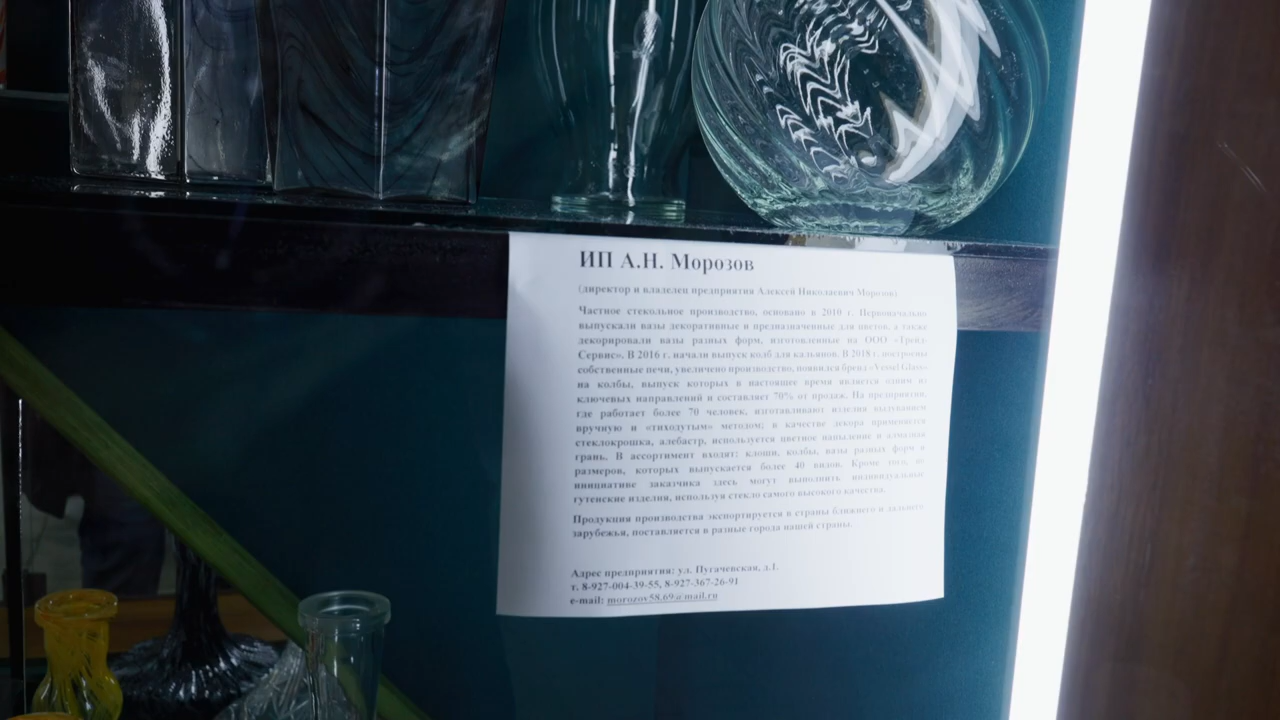 ИП А.Н. Морозов
(директор и владелец предприятия Алексей Николаевич Морозов)
Частное стекольное производство, основано в 2010 г. Первоначально
выпускали вазы декоративные и предназначенные для цветов, а также
декорировали вазы разных форм, изготовленные на ООО «Трейд-
Сервис». В 2016 г. начали выпуск колб для кальянов. В 2018 г. построены
собственные печи, увеличено производство, появился бренд «Vessel Glass»
на колбы, выпуск которых в настоящее время является одним из
ключевых направлений и составляет 70% от продаж. На предприятии,
где работает более 70 человек, изготавливают изделия выдуванием
вручную и «тиходутым» методом; в качестве декора применяется
стеклокрошка, алебастр, используется цветное напыление и алмазная
грань. В ассортимент входят: клоши, колбы, вазы разных форм и
размеров, которых выпускается более 40 видов. Кроме того, по
инициативе заказчика здесь могут выполнить индивидуальные
гутенские изделия, используя стекло самого высокого качества.
Продукция производства экспортируется в страны ближнего и дальнего
зарубежья, поставляется в разные города нашей страны.
Адрес предприятия: ул. Пугачевская, д.1.
т. 8-927-004-39-55, 8-927-367-26-91
e-mail: morozov58.69@mail.ru